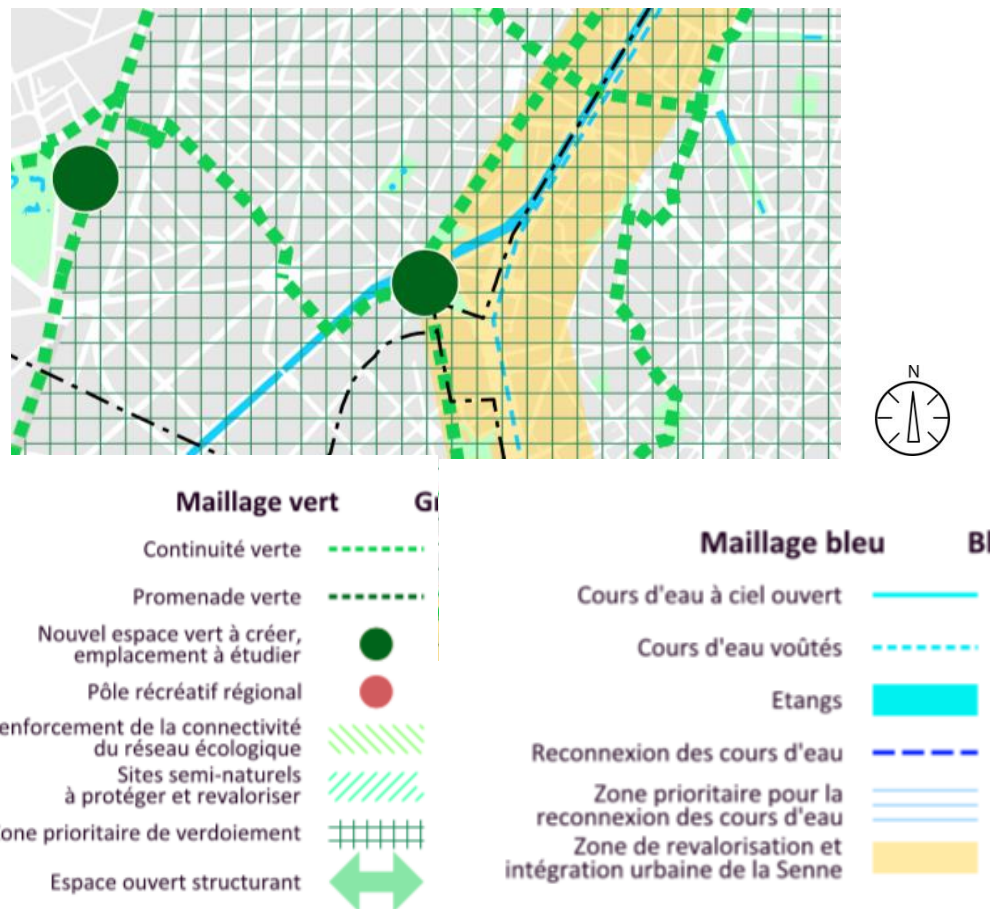 N
Maillage vert
Continuité verte
Promenade verte
Nouvel espace vert à créer,
emplacement à étudier
Pôle récréatif régional
enforcement de la connectivité
du réseau écologique
Sites semi-naturels
à protéger et revaloriser
one prioritaire de verdoiement
Espace ouvert structurant
Maillage bleu
Cours d'eau à ciel ouvert
Cours d'eau voûtés
Etangs
Reconnexion des cours d'eau
Zone prioritaire pour la
reconnexion des cours d'eau
Zone de revalorisation et
intégration urbaine de la Senne